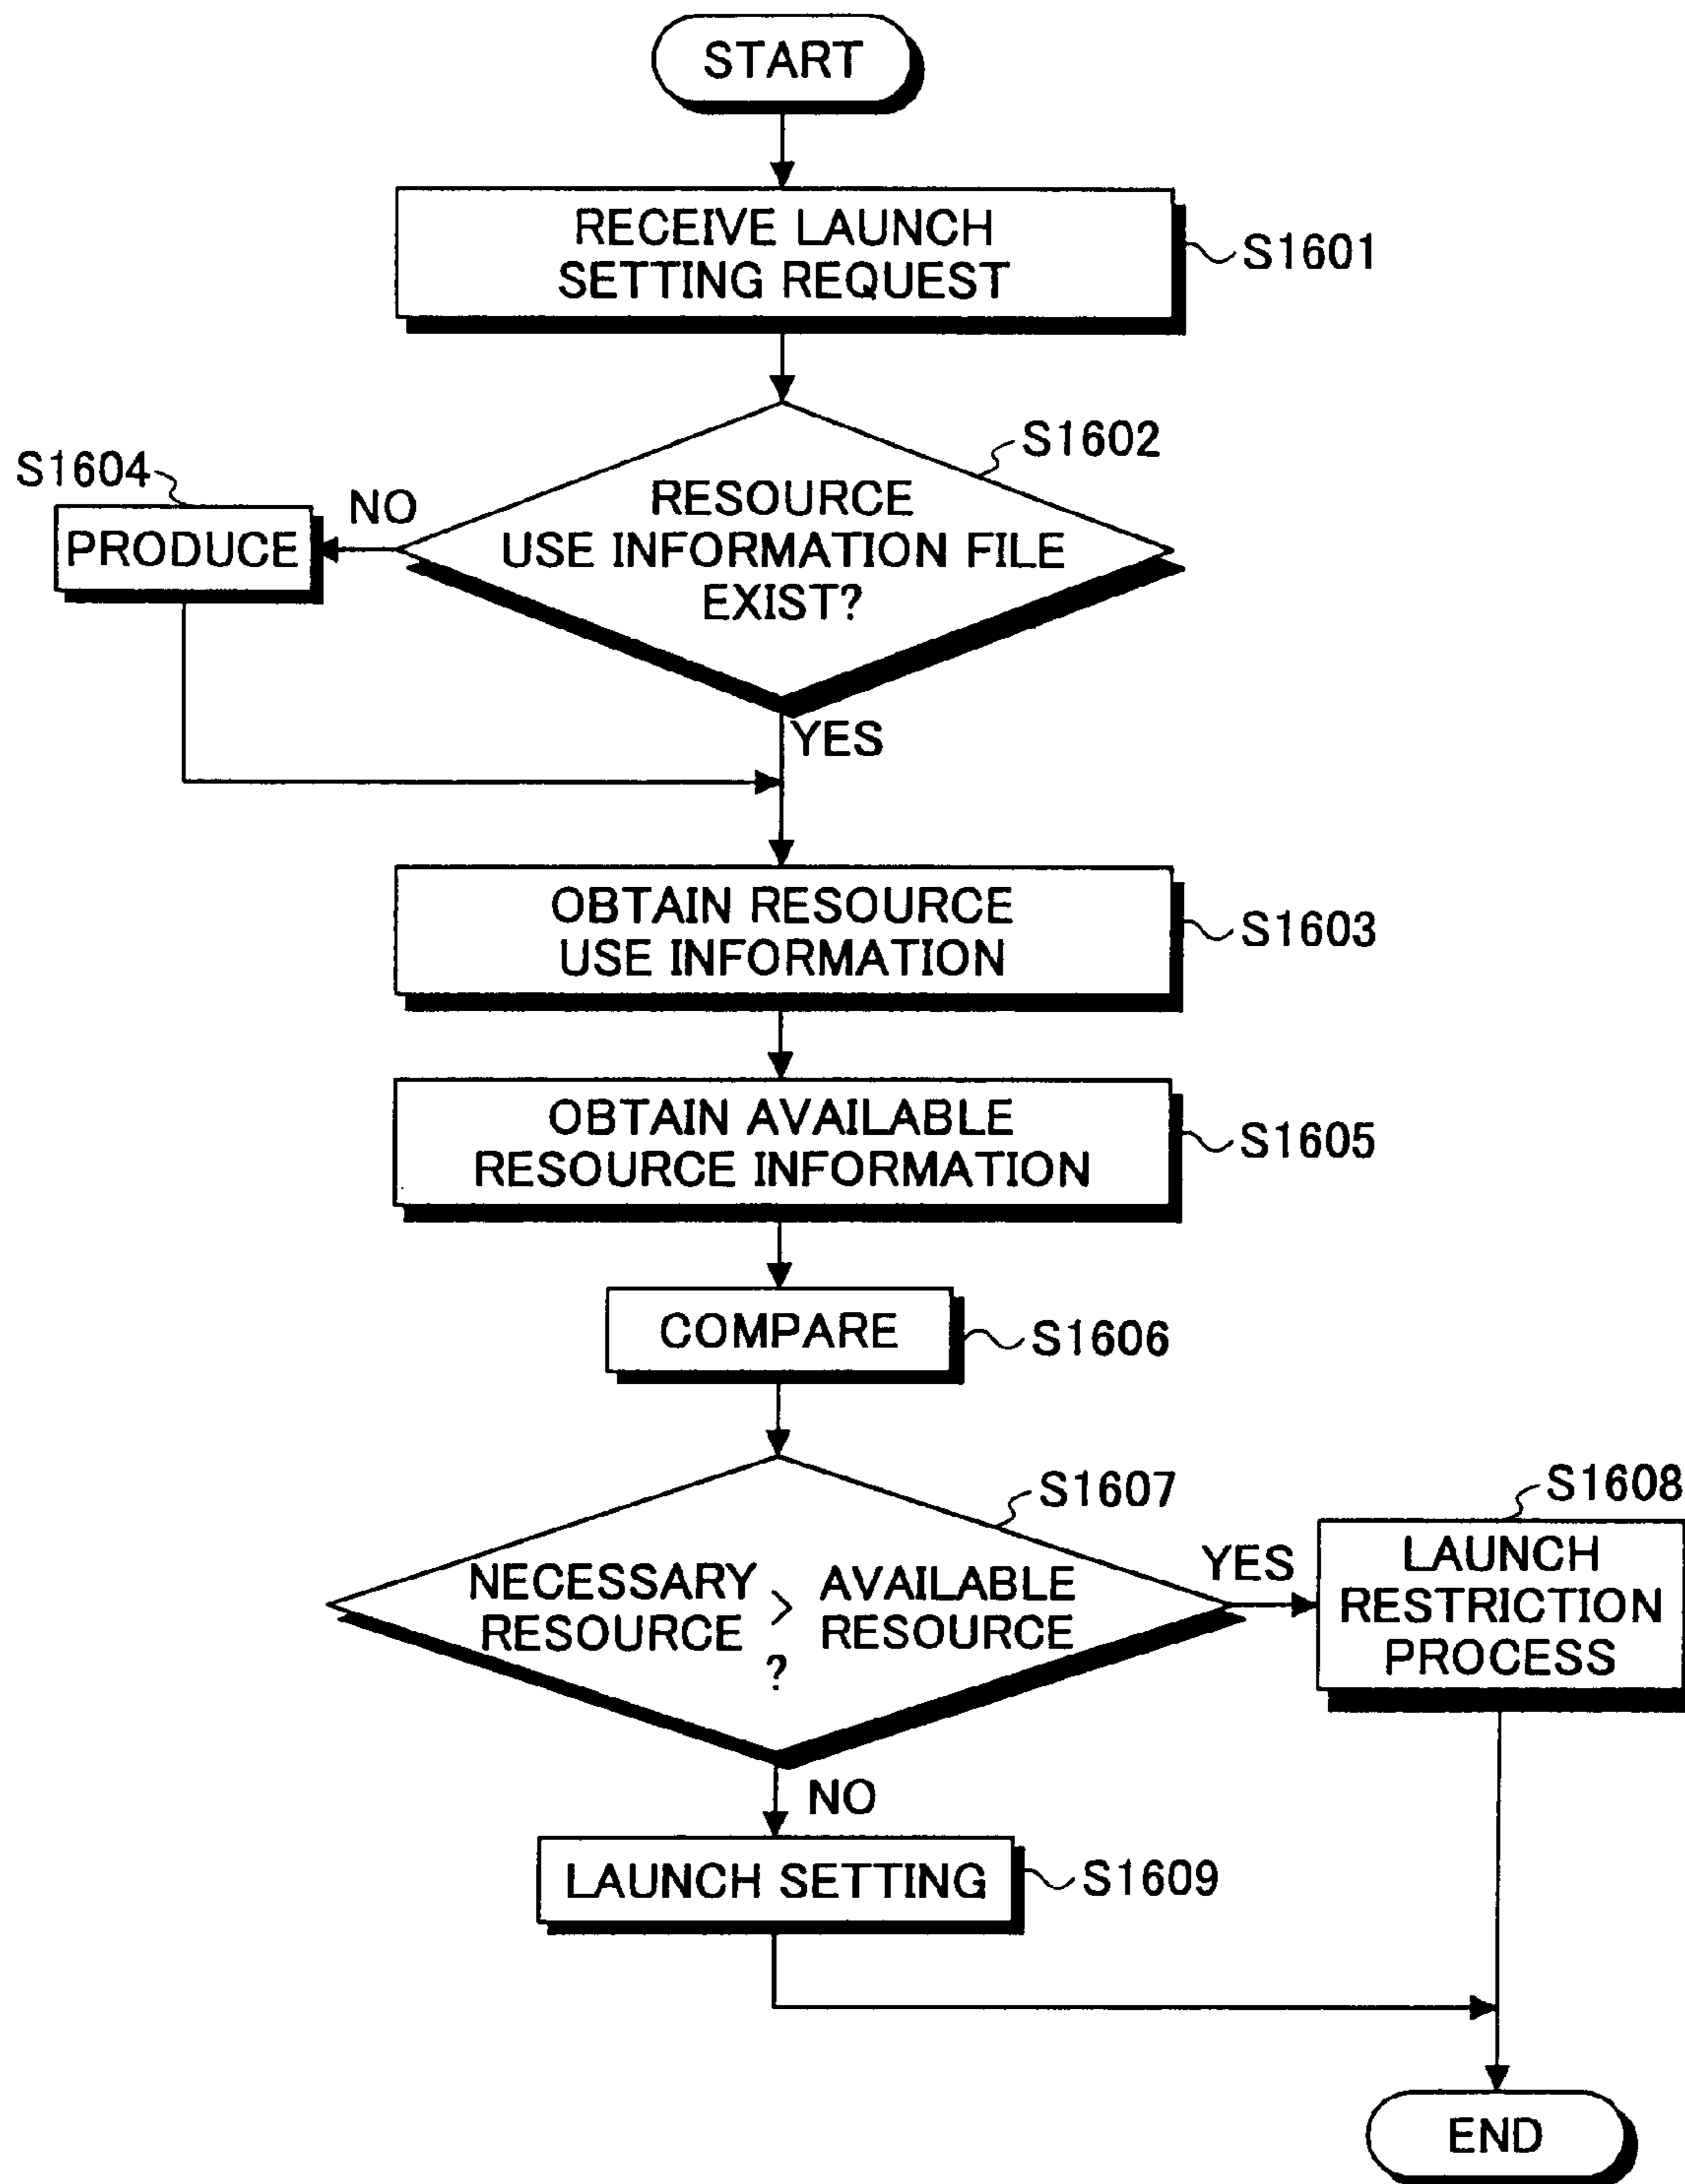 START
RECEIVE LAUNCH
SETTING REQUEST
S1601
S1602
RESOURCE
USE INFORMATION FILE
EXIST?
S1604
NO
PRODUCE
YES
OBTAIN RESOURCE
USE INFORMATION
S1603
OBTAIN AVAILABLE
RESOURCE INFORMATION
S1605
COMPARE
S1606
S1607
NECESSARY > AVAILABLE
RESOURCE RESOURCE
?
YES
S1608
LAUNCH
RESTRICTION
PROCESS
NO
LAUNCH SETTING
S1609
END